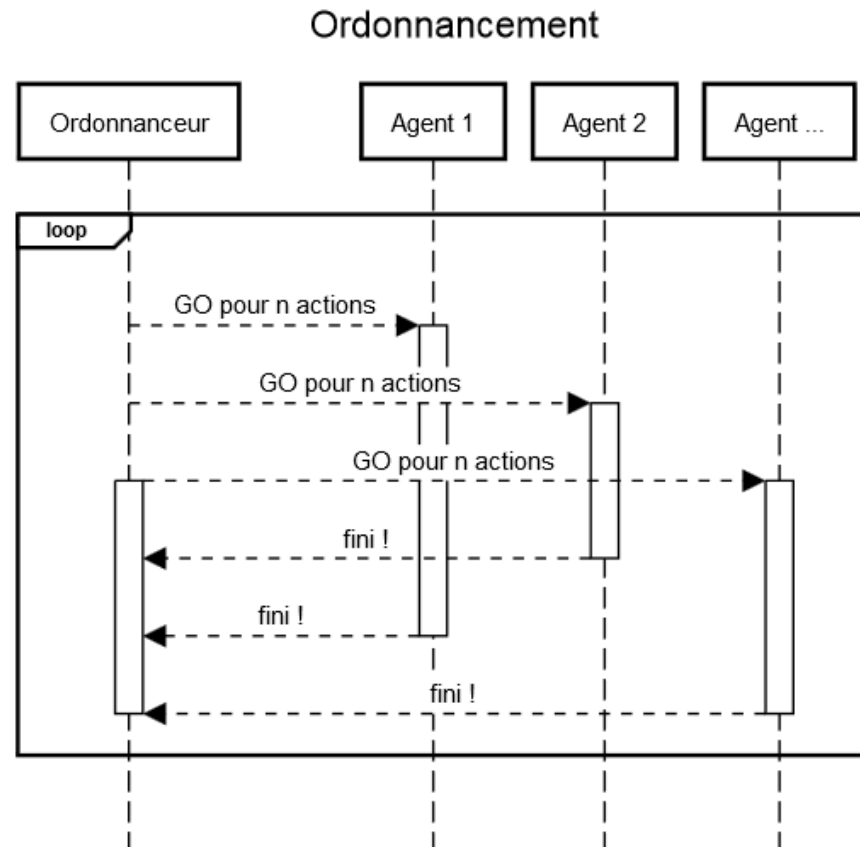 Ordonnancement
Ordonnanceur
Agent 1
Agent 2
Agent ...
loop
GO pour n actions
GO pour n actions
GO pour n actions
fini !
fini !
fini !